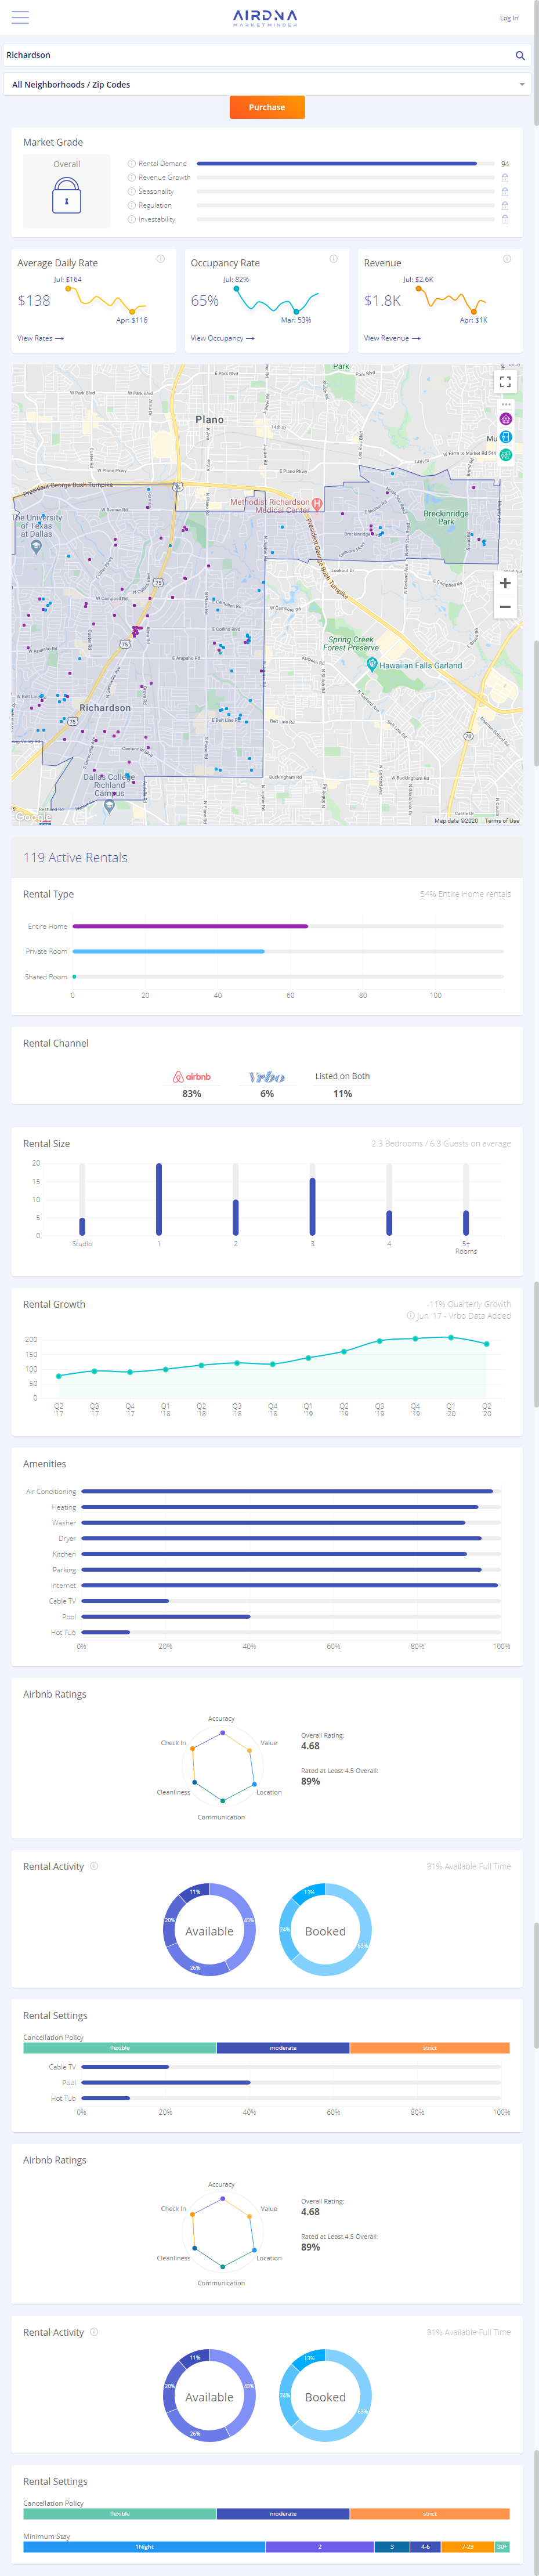 AIRDNA
MARKETMINDER
Log In
Richardson
All Neighborhoods / Zip Codes
Purchase
Market Grade
Overall
Rental Demand 94
Revenue Growth
Seasonality
Regulation
Investability
Average Daily Rate
Jul: $164
$138
Apr: $116
View Rates
Occupancy Rate
Jul: 82%
65%
Mar: 53%
View Occupancy
Revenue
Jul: $2.6K
$1.8K
Apr: $1K
View Revenue
Park
Plano
President George Bush Turnpike
Methodist Richardson
Medical Center
Breckinridge
Park
The University
of Texas
at Dallas
President George Bush Turnpike
Spring Creek
Forest Preserve
Hawaiian Falls Garland
Richardson
Dallas College
Richland
Campus
Google
Map data ©2020 Terms of Use
119 Active Rentals
Rental Type
54% Entire Home rentals
Entire Home
Private Room
Shared Room
0 20 40 60 80 100
Rental Channel
airbnb
Vrbo
Listed on Both
83% 6% 11%
Rental Size
2.3 Bedrooms / 6.3 Guests on average
20
15
10
5
0
Studio 1 2 3 4 5+
Rooms
Rental Growth
-11% Quarterly Growth
Jun '17 - Vrbo Data Added
200
150
100
50
0
Q2 Q3 Q4 Q1 Q2 Q3 Q4 Q1 Q2 Q3 Q4 Q1 Q2
'17 '17 '17 '18 '18 '18 '18 '19 '19 '19 '19 '20 '20
Amenities
Air Conditioning
Heating
Washer
Dryer
Kitchen
Parking
Internet
Cable TV
Pool
Hot Tub
0% 20% 40% 60% 80% 100%
Airbnb Ratings
Accuracy
Check In
Value
Cleanliness
Location
Communication
Overall Rating:
4.68
Rated at Least 4.5 Overall:
89%
Rental Activity
31% Available Full Time
Available
11%
20%
43%
26%
Booked
13%
24%
63%
Rental Settings
Cancellation Policy
flexible moderate strict
Cable TV
Pool
Hot Tub
0% 20% 40% 60% 80% 100%
Airbnb Ratings
Accuracy
Check In
Value
Cleanliness
Location
Communication
Overall Rating:
4.68
Rated at Least 4.5 Overall:
89%
Rental Activity
31% Available Full Time
Available
11%
20%
43%
26%
Booked
13%
24%
63%
Rental Settings
Cancellation Policy
flexible moderate strict
Minimum Stay
1Night 2 3 4-6 7-29 30+